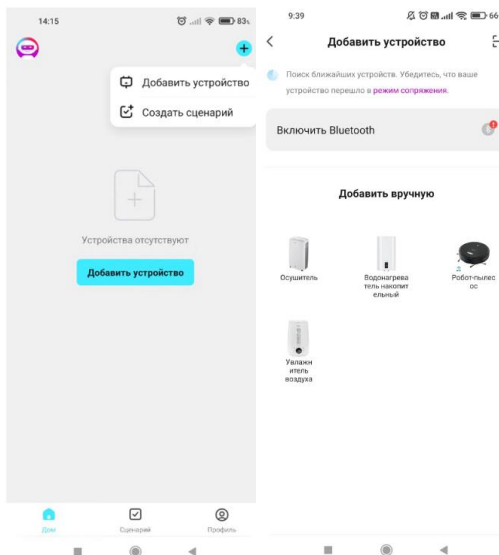 14:15
83%
Добавить устройство
Создать сценарий
Устройства отсутствуют
Добавить устройство
Дом
Сценарий
Профиль
9:39
66
Добавить устройство
Поиск ближайших устройств. Убедитесь, что ваше
устройство перешло в режим сопряжения.
Включить Bluetooth
Добавить вручную
Осушитель
Водонагрева
тель накопит
ельный
Робот-пылес
ос
Увлажн
итель
воздуха